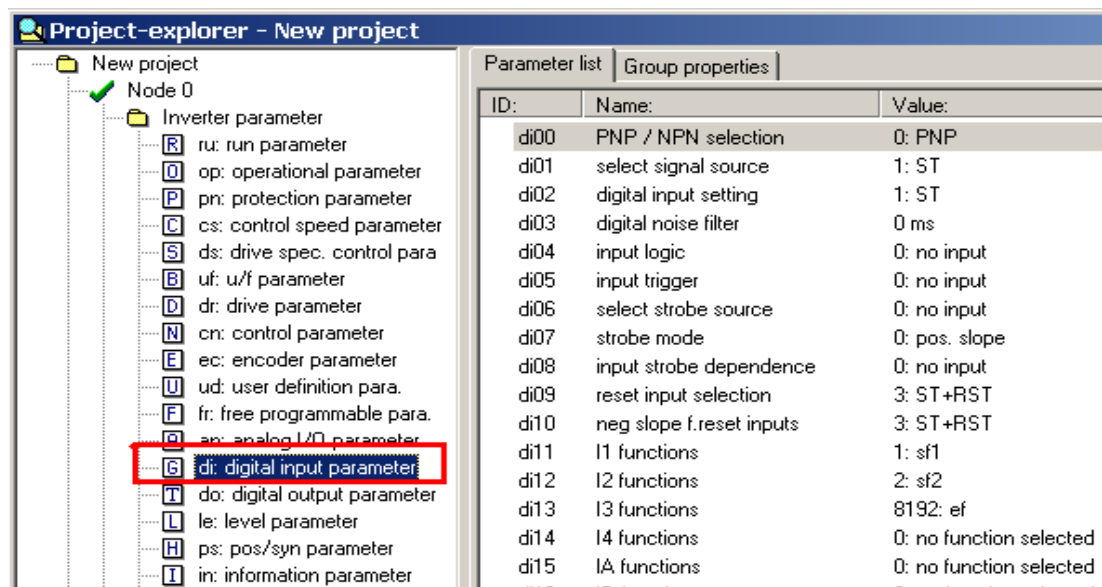 Project-explorer - New project
New project
Node 0
Inverter parameter
R ru: run parameter
O op: operational parameter
P pn: protection parameter
C cs: control speed parameter
S ds: drive spec. control para
B uf: u/f parameter
D dr: drive parameter
N cn: control parameter
E ec: encoder parameter
U ud: user definition para.
F fr: free programmable para.
an: analog I/O parameter
G di: digital input parameter
T do: digital output parameter
L le: level parameter
H ps: pos/syn parameter
I in: information parameter
Parameter list Group properties
ID: Name: Value:
di00 PNP / NPN selection 0: PNP
di01 select signal source 1: ST
di02 digital input setting 1: ST
di03 digital noise filter 0 ms
di04 input logic 0: no input
di05 input trigger 0: no input
di06 select strobe source 0: no input
di07 strobe mode 0: pos. slope
di08 input strobe dependence 0: no input
di09 reset input selection 3: ST+RST
di10 neg slope f.reset inputs 3: ST+RST
di11 I1 functions 1: sf1
di12 I2 functions 2: sf2
di13 I3 functions 8192: ef
di14 I4 functions 0: no function selected
di15 IA functions 0: no function selected